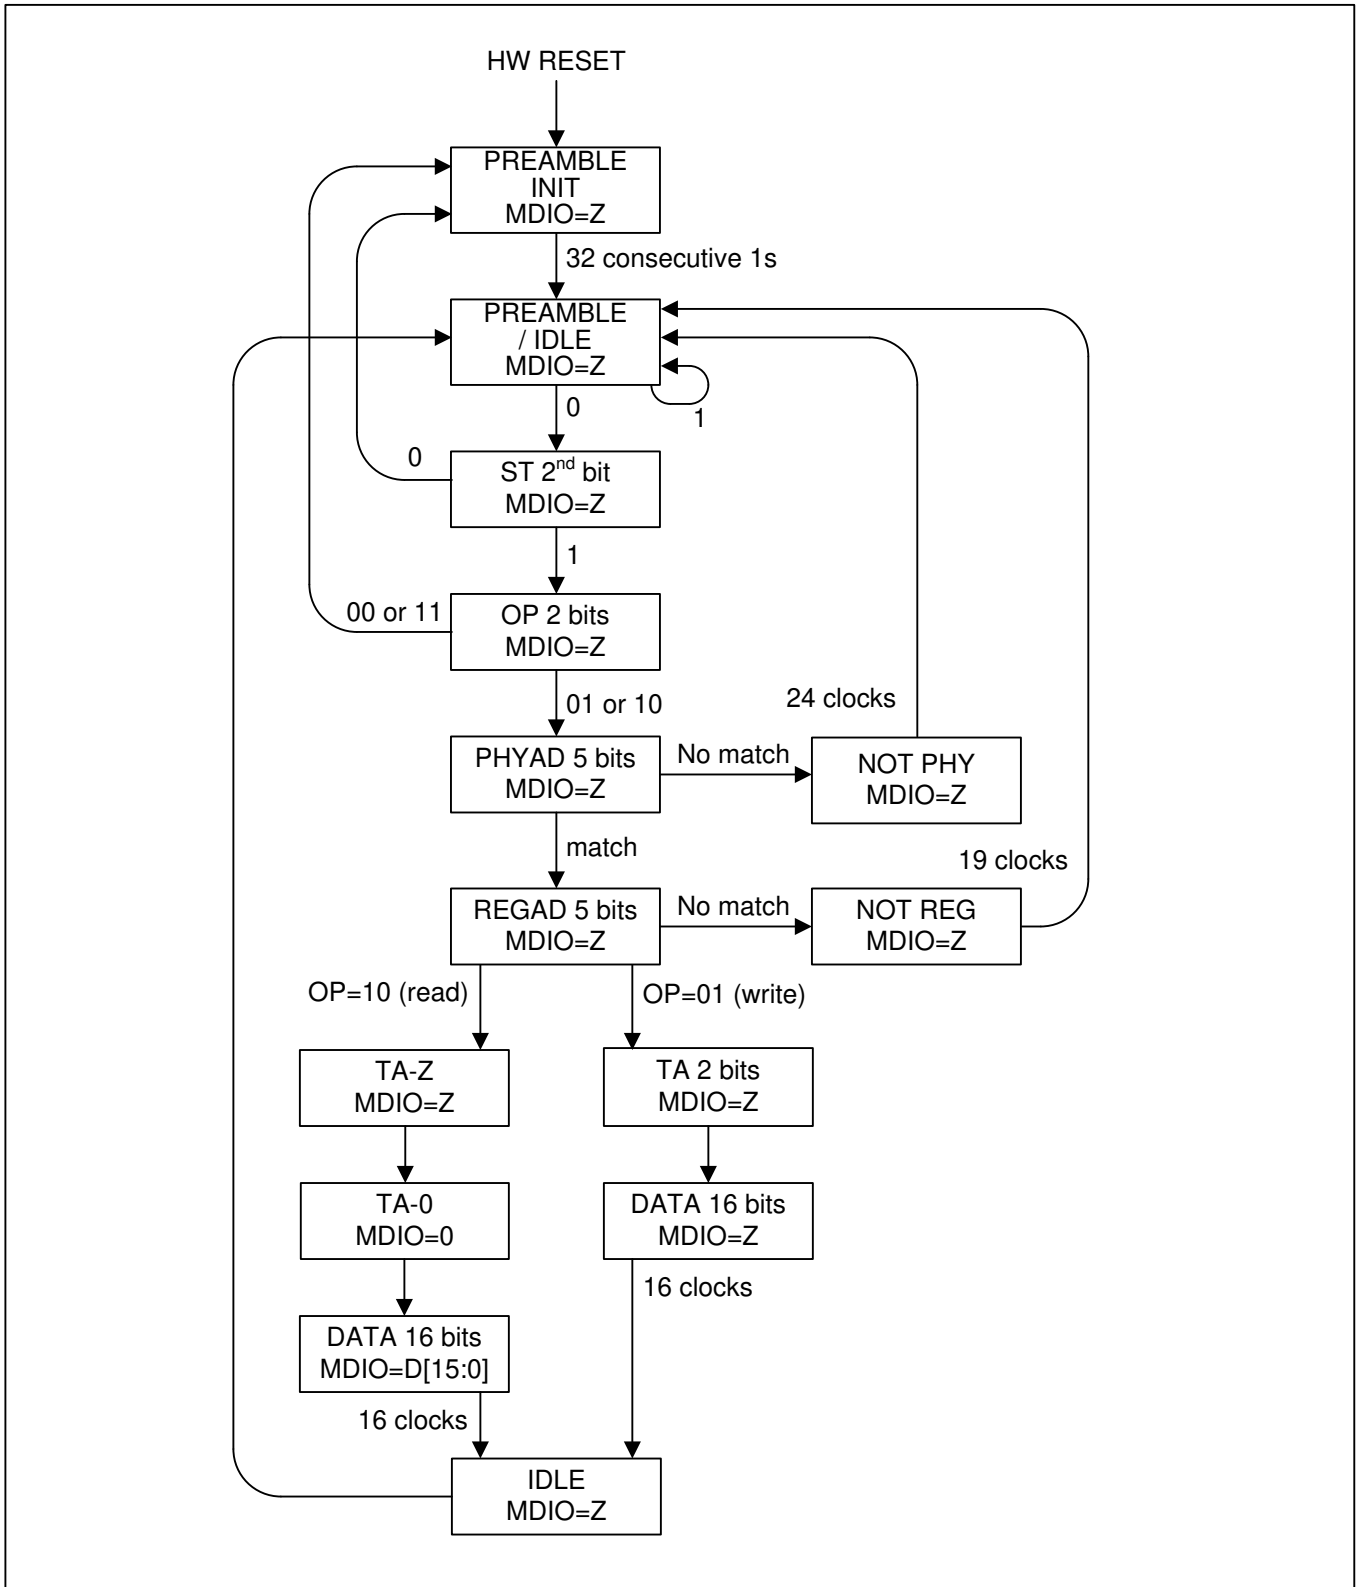 HW RESET
PREAMBLE
INIT
MDIO=Z
32 consecutive 1s
PREAMBLE
/ IDLE
MDIO=Z
1
0
0
ST 2nd bit
MDIO=Z
1
00 or 11
OP 2 bits
MDIO=Z
01 or 10
24 clocks
PHYAD 5 bits
MDIO=Z
No match
NOT PHY
MDIO=Z
match
19 clocks
REGAD 5 bits
MDIO=Z
No match
NOT REG
MDIO=Z
OP=10 (read)
OP=01 (write)
TA-Z
MDIO=Z
TA 2 bits
MDIO=Z
TA-0
MDIO=0
DATA 16 bits
MDIO=Z
16 clocks
DATA 16 bits
MDIO=D[15:0]
16 clocks
IDLE
MDIO=Z